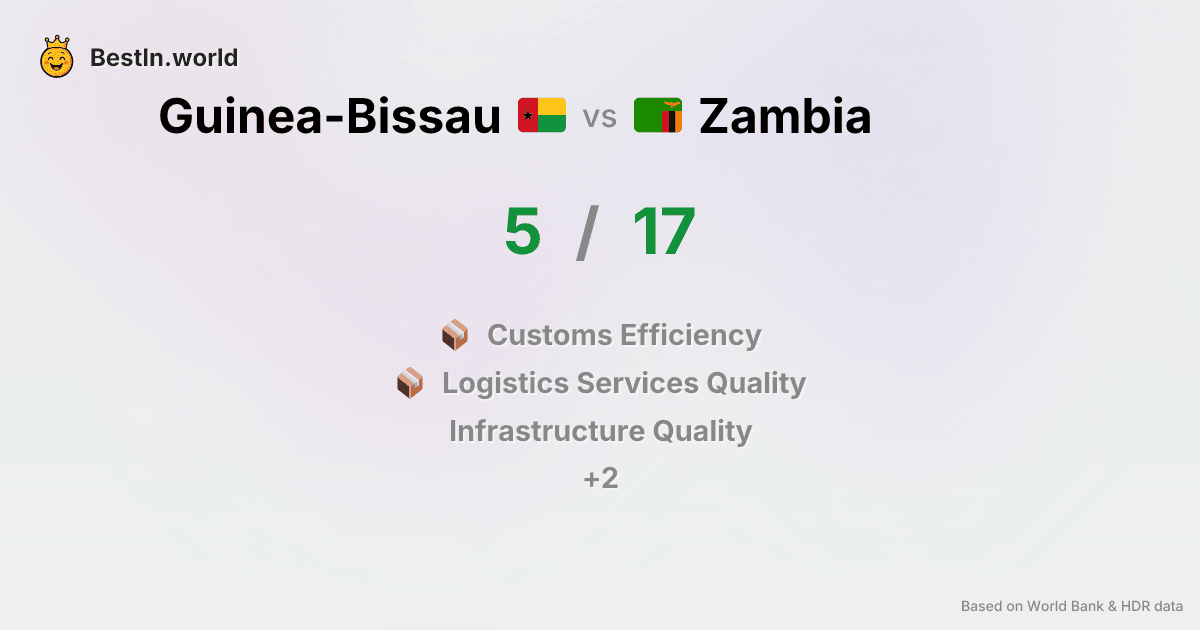 BestIn.world
Guinea-Bissau vs Zambia
5 / 17
Customs Efficiency
Logistics Services Quality
Infrastructure Quality
+2
Based on World Bank & HDR data